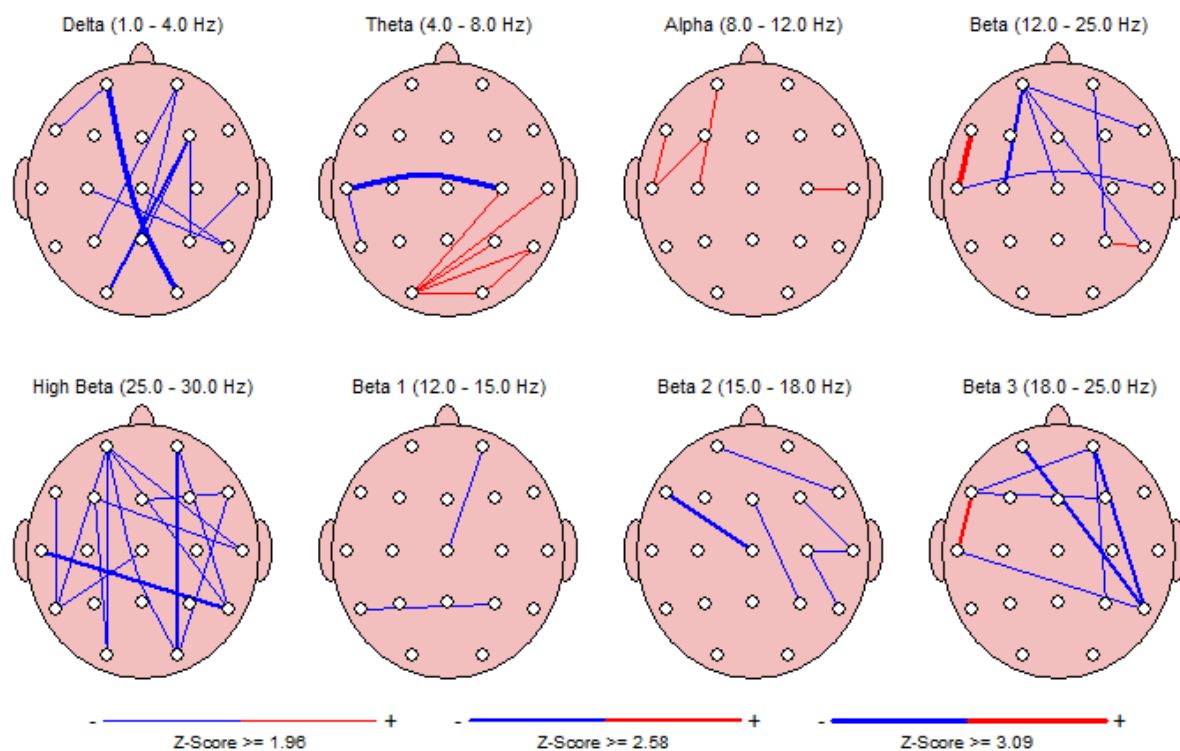 Delta (1.0 - 4.0 Hz) Theta (4.0 - 8.0 Hz) Alpha (8.0 - 12.0 Hz) Beta (12.0 - 25.0 Hz)
High Beta (25.0 - 30.0 Hz) Beta 1 (12.0 - 15.0 Hz) Beta 2 (15.0 - 18.0 Hz) Beta 3 (18.0 - 25.0 Hz)
- + - + - +
Z-Score >= 1.96 Z-Score >= 2.58 Z-Score >= 3.09